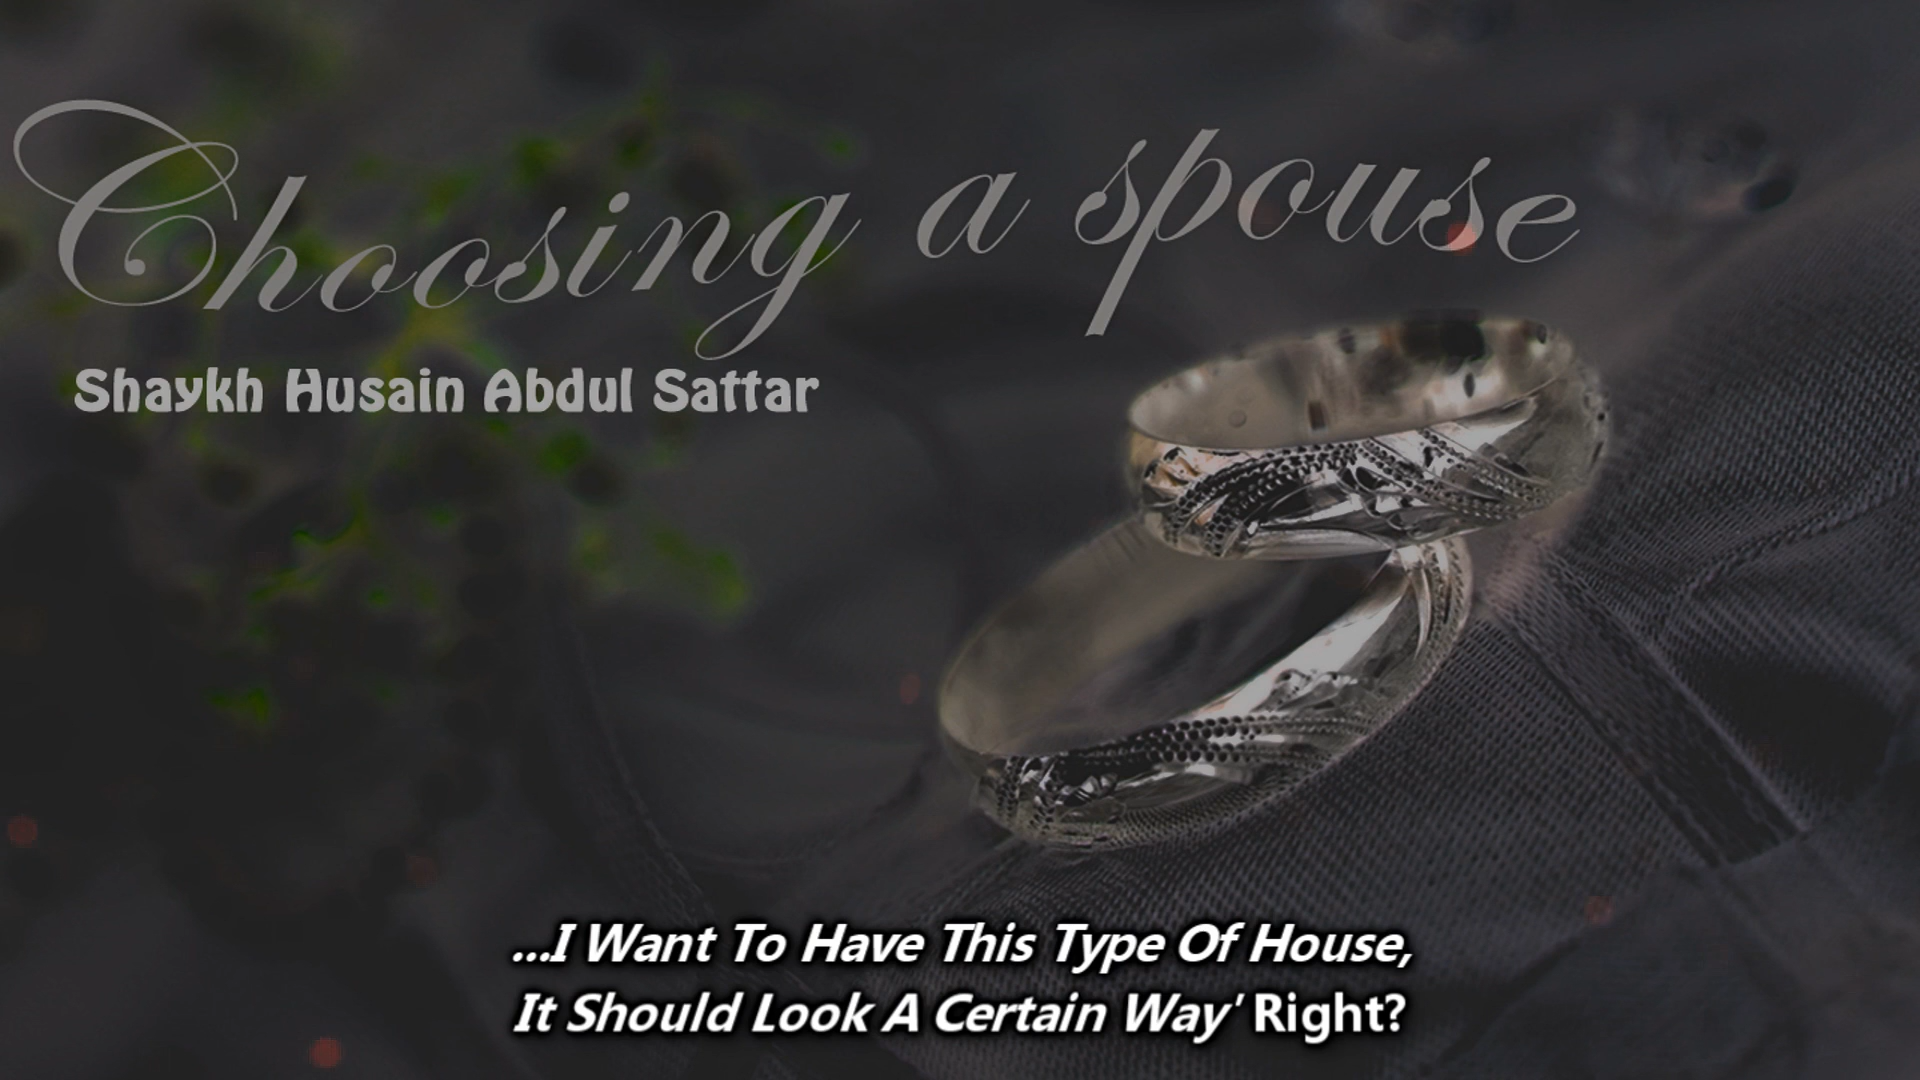 Choosing a spouse
Shaykh Husain Abdul Sattar
...I Want To Have This Type Of House,
It Should Look A Certain Way’ Right?